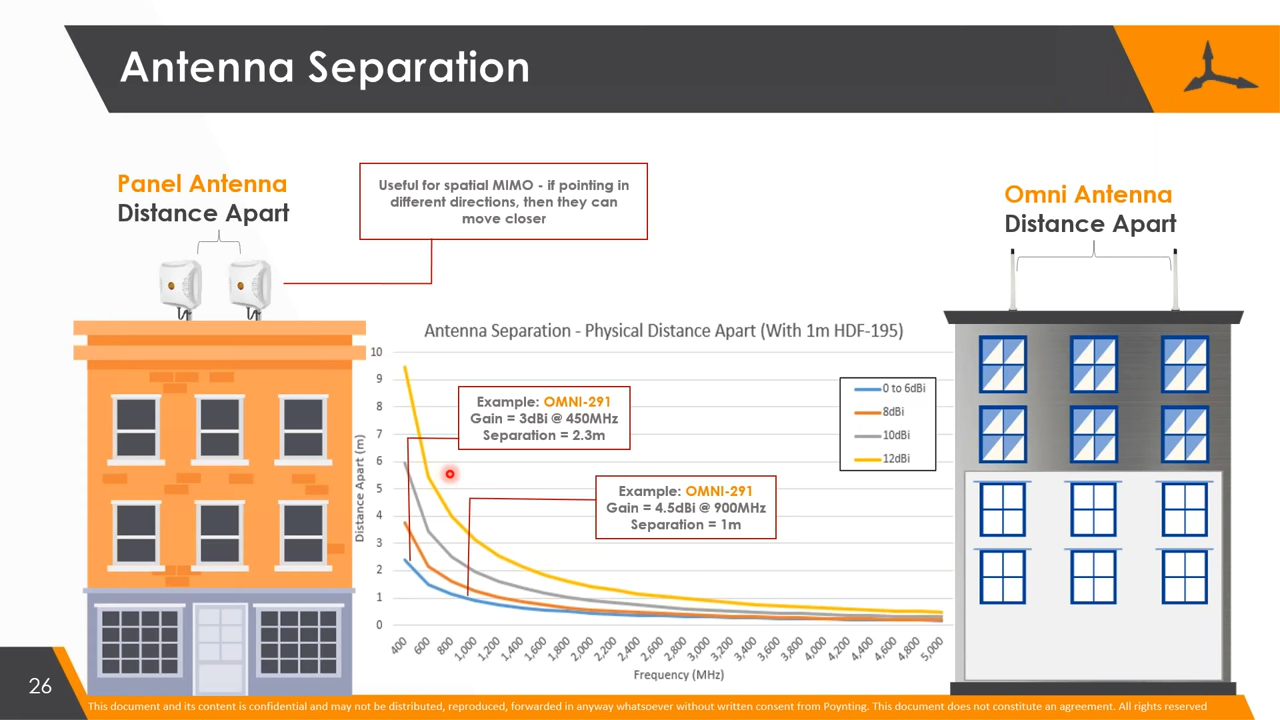 Antenna Separation
Panel Antenna
Distance Apart
Useful for spatial MIMO - if pointing in
different directions, then they can
move closer
Omni Antenna
Distance Apart
Antenna Separation - Physical Distance Apart (With 1m HDF-195)
10
9
8
7
6
5
4
3
2
1
0
Distance Apart (m)
0 to 6dBi
8dBi
10dBi
12dBi
Example: OMNI-291
Gain = 3dBi @ 450MHz
Separation = 2.3m
Example: OMNI-291
Gain = 4.5dBi @ 900MHz
Separation = 1m
400
600
800
1,000
1,200
1,400
1,600
1,800
2,000
2,200
2,400
2,600
2,800
3,000
3,200
3,400
3,600
3,800
4,000
4,200
4,400
4,600
4,800
5,000
Frequency (MHz)
26
This document and its content is confidential and may not be distributed, reproduced, forwarded in anyway whatsoever without written consent from Poynting. This document does not constitute an agreement. All rights reserved